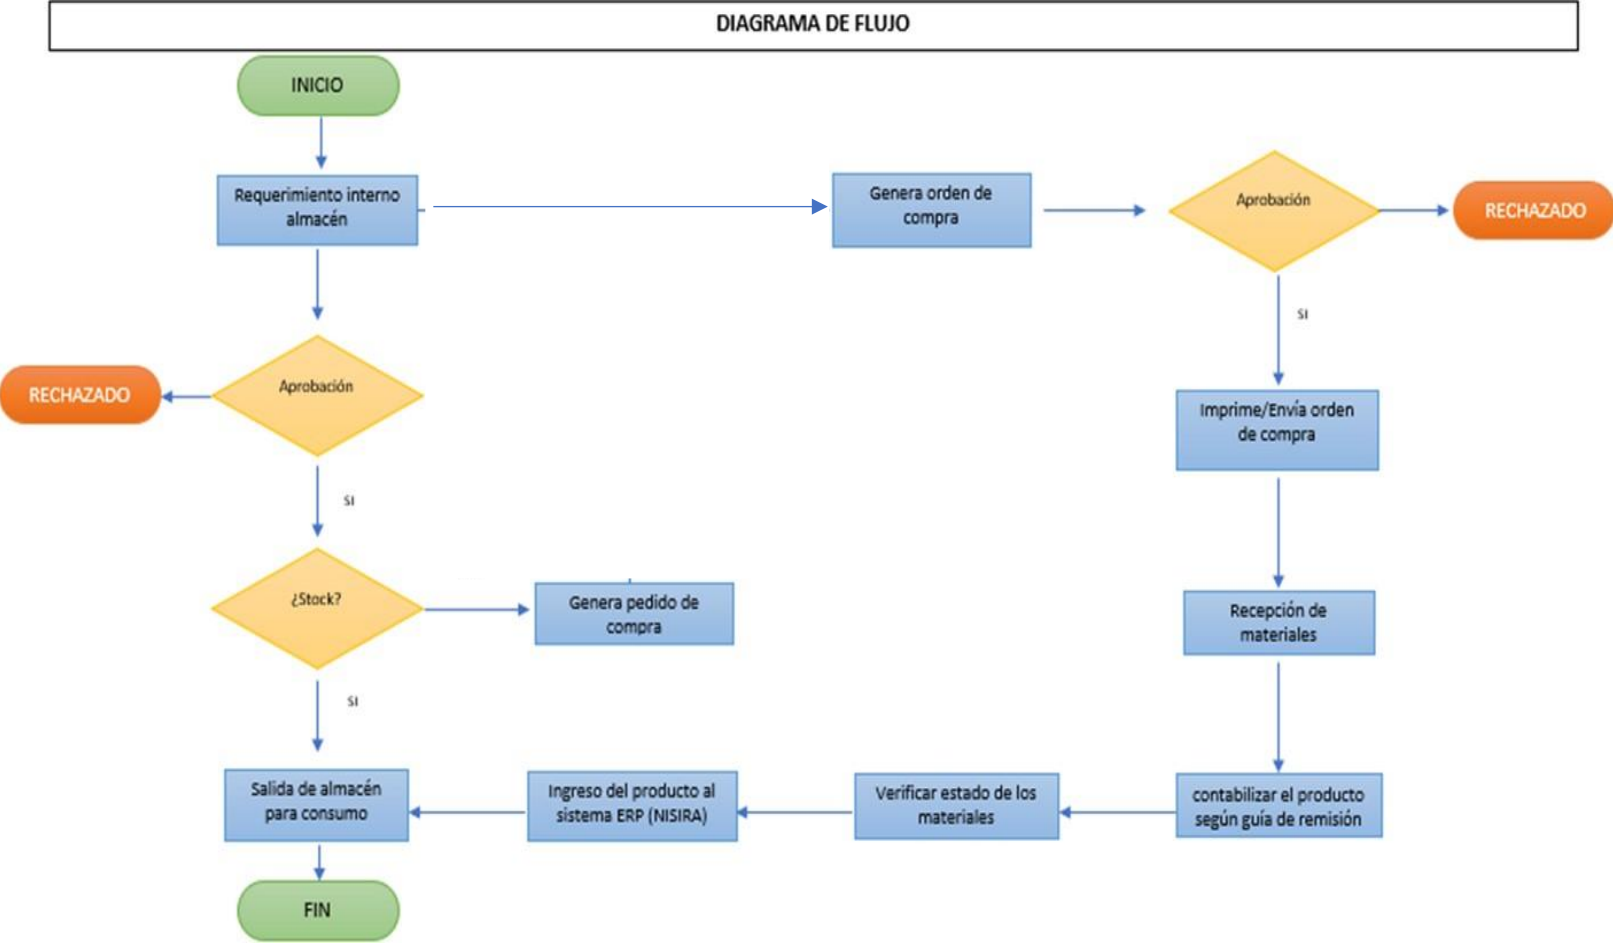 DIAGRAMA DE FLUJO
INICIO
Requerimiento interno
almacén
Genera orden de
compra
Aprobación
RECHAZADO
SI
Aprobación
RECHAZADO
Imprime/Envía orden
de compra
SI
¿Stock?
Genera pedido de
compra
Recepción de
materiales
SI
Salida de almacén
para consumo
Ingreso del producto al
sistema ERP (NISIRA)
Verificar estado de los
materiales
contabilizar el producto
según guía de remisión
FIN